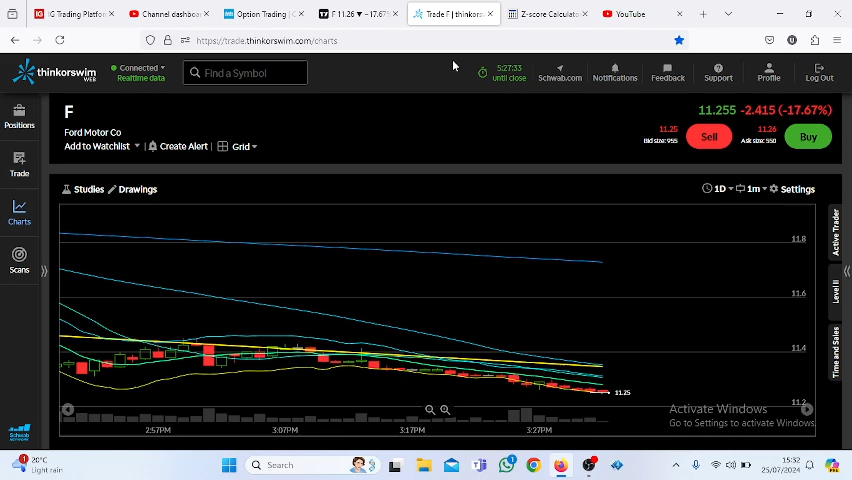 IG Trading Platfor
Channel dashboar
Option Trading | C
F 11.26 ▼ −17.67%
Trade F | thinkors
Z-score Calculato
YouTube
https://trade.thinkorswim.com/charts
thinkorswim WEB
Connected
Realtime data
Find a Symbol
5:27:33
until close
Schwab.com
Notifications
Feedback
Support
Profile
Log Out
Positions
Trade
Charts
Scans
F
Ford Motor Co
Add to Watchlist
Create Alert
Grid
11.255 -2.415 (-17.67%)
11.25
Bid size: 955
Sell
11.26
Ask size: 550
Buy
Studies
Drawings
1D
1m
Settings
11.8
11.6
11.4
11.25
11.2
2:57PM
3:07PM
3:17PM
3:27PM
Active Trader
Level II
Time and Sales
Activate Windows
Go to Settings to activate Windows.
20°C
Light rain
Search
15:32
25/07/2024